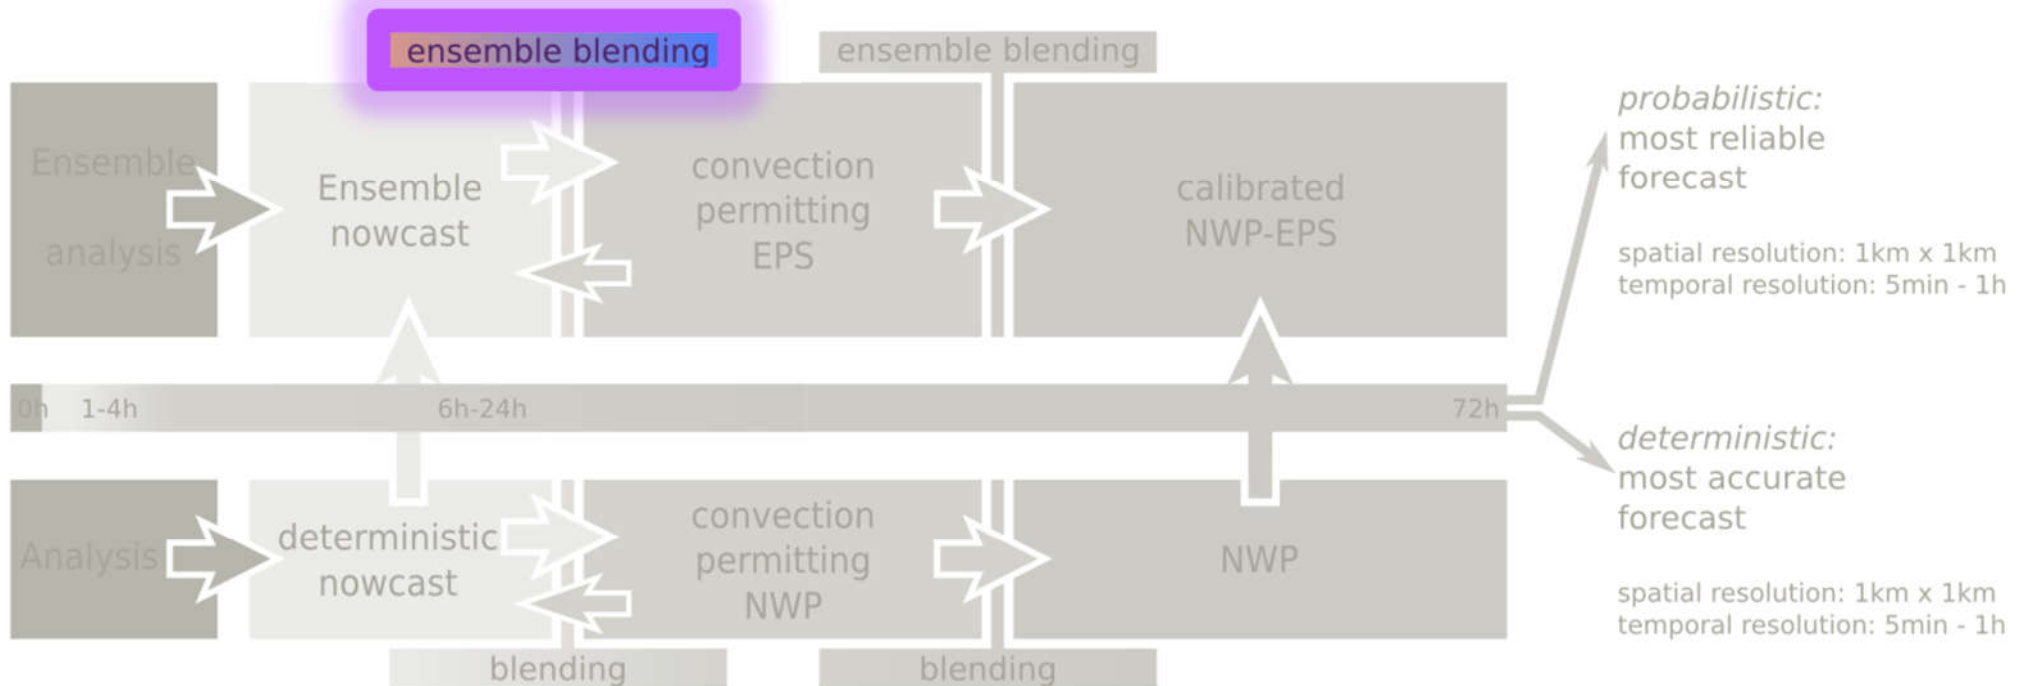 ensemble blending
ensemble blending
Ensemble
analysis
Ensemble
nowcast
convection
permitting
EPS
calibrated
NWP-EPS
probabilistic:
most reliable
forecast
spatial resolution: 1km x 1km
temporal resolution: 5min - 1h
0h
1-4h
6h-24h
72h
Analysis
deterministic
nowcast
convection
permitting
NWP
NWP
deterministic:
most accurate
forecast
spatial resolution: 1km x 1km
temporal resolution: 5min - 1h
blending
blending